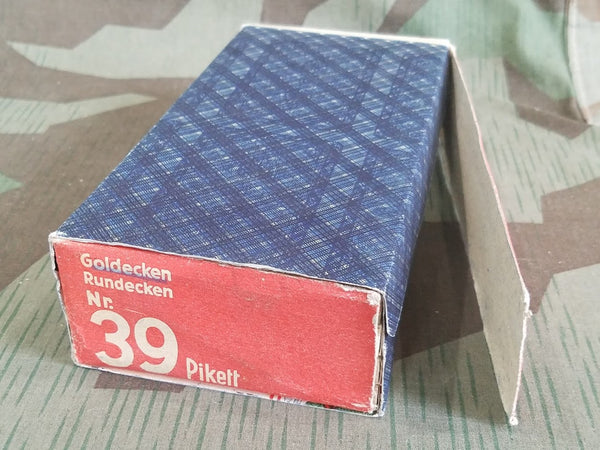 Goldecken
Rundecken
Nr.
39 Pikett